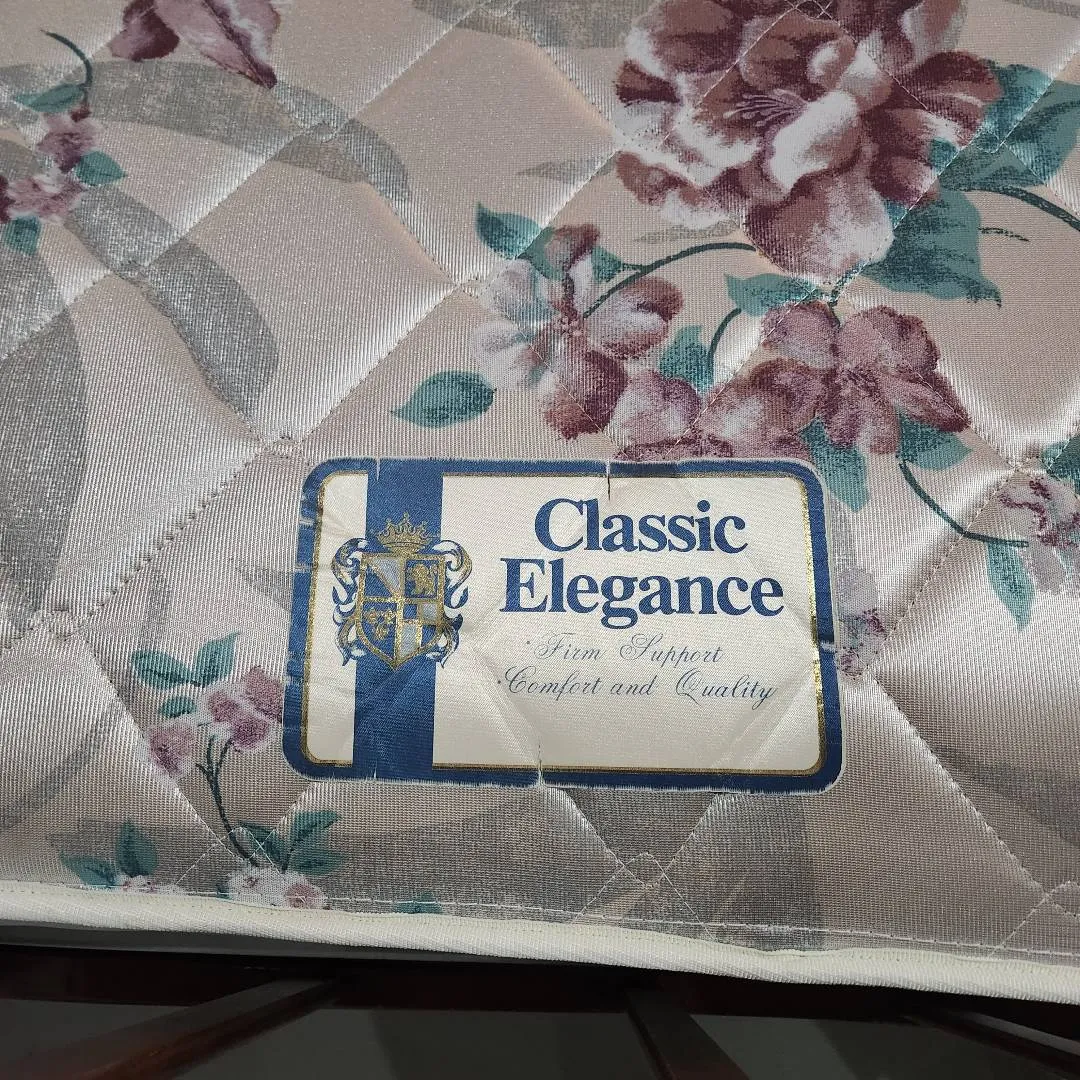 Classic
Elegance
·Firm Support
·Comfort and Quality